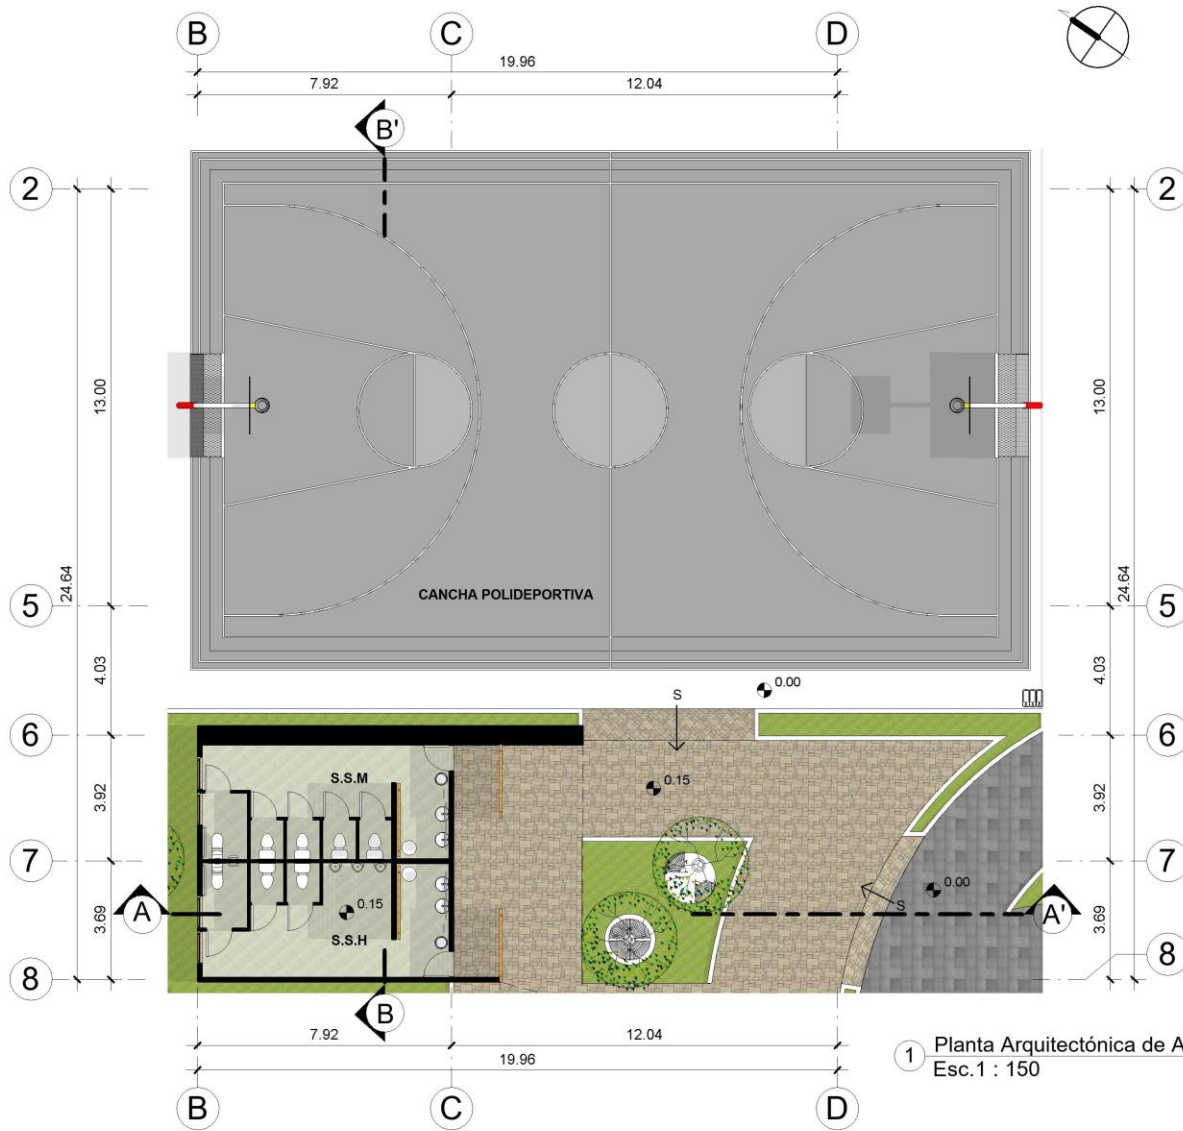 B C D
19.96
7.92 12.04
B'
2 2
13.00 13.00
24.64 24.64
CANCHA POLIDEPORTIVA
5 5
4.03 4.03
0.00
S
6 6
S.S.M
0.15
3.92 3.92
7 7
0.00
A 0.15 S A'
3.69 3.69
S.S.H
8 8
B
7.92 12.04
19.96
1 Planta Arquitectónica de A
Esc.1 : 150
B C D